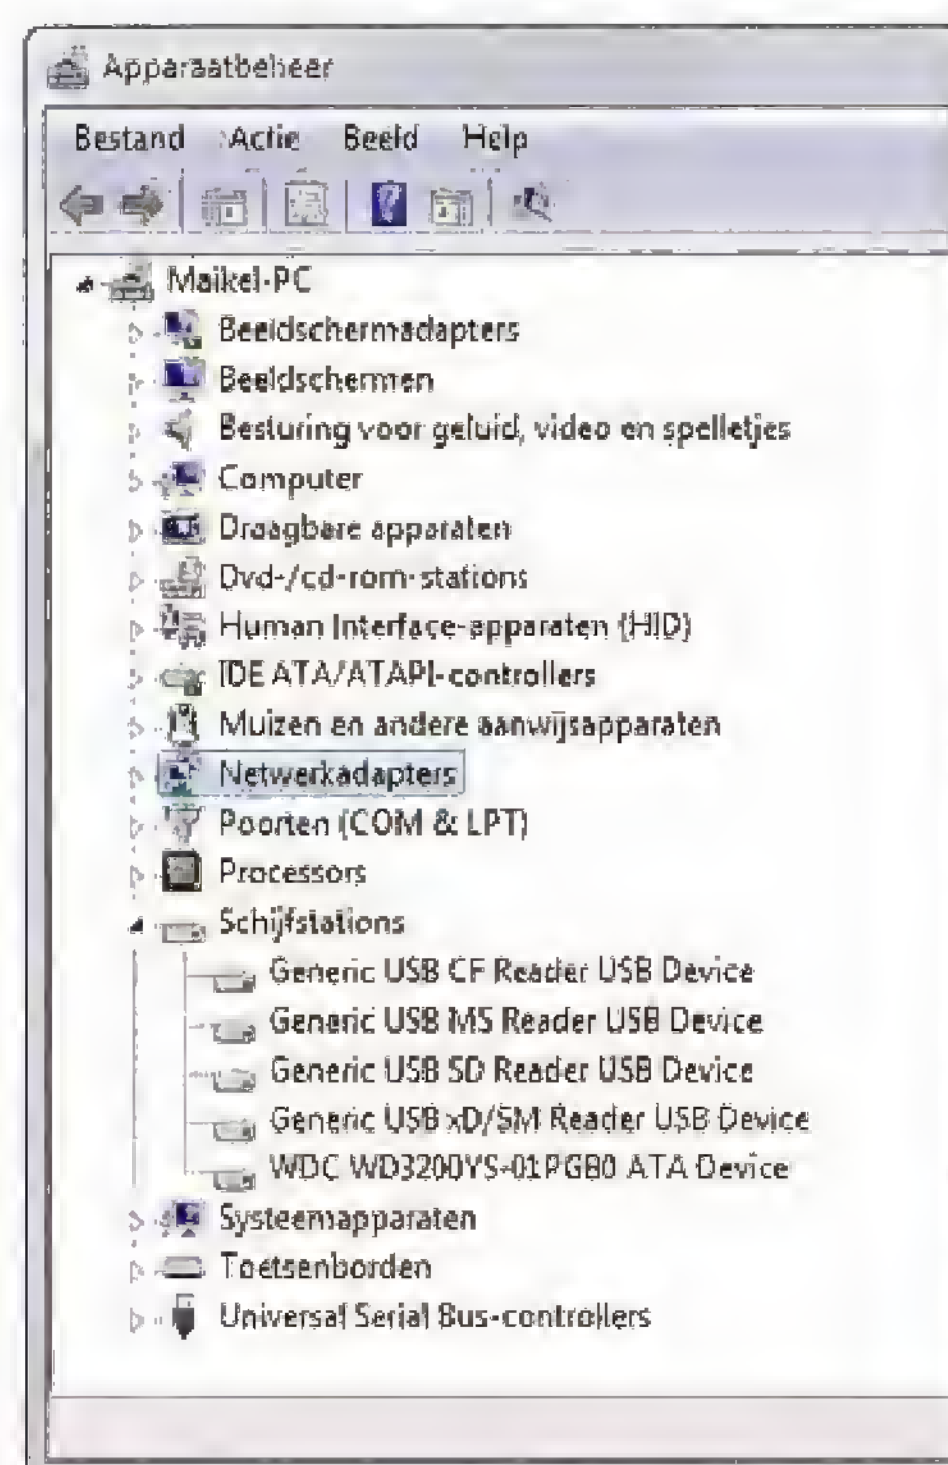 Apparaatbeheer
Bestand Actie Beeld Help
Maikel-PC
Beeldschermadapters
Beeldschermen
Besturing voor geluid, video en spelletjes
Computer
Draagbare apparaten
Dvd-/cd-rom-stations
Human Interface-apparaten (HID)
IDE ATA/ATAPI-controllers
Muizen en andere aanwijsapparaten
Netwerkadapters
Poorten (COM & LPT)
Processors
Schijfstations
Generic USB CF Reader USB Device
Generic USB MS Reader USB Device
Generic USB SD Reader USB Device
Generic USB xD/SM Reader USB Device
WDC WD3200YS-01PGB0 ATA Device
Systeemapparaten
Toetsenborden
Universal Serial Bus-controllers